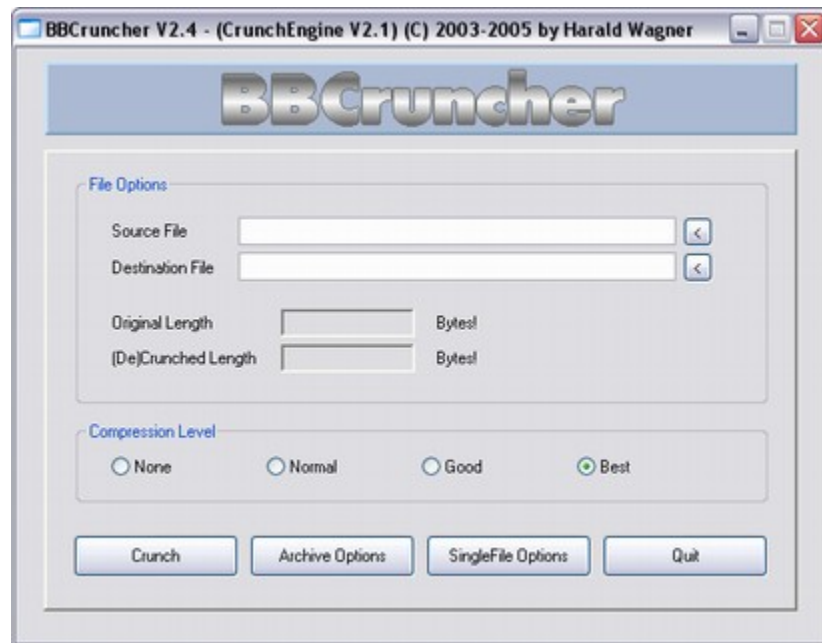 BBCruncher V2.4 - (CrunchEngine V2.1) (C) 2003-2005 by Harald Wagner
BBCruncher
File Options
Source File <
Destination File <
Original Length Bytes!
(De)Crunched Length Bytes!
Compression Level
None Normal Good Best
Crunch Archive Options SingleFile Options Quit